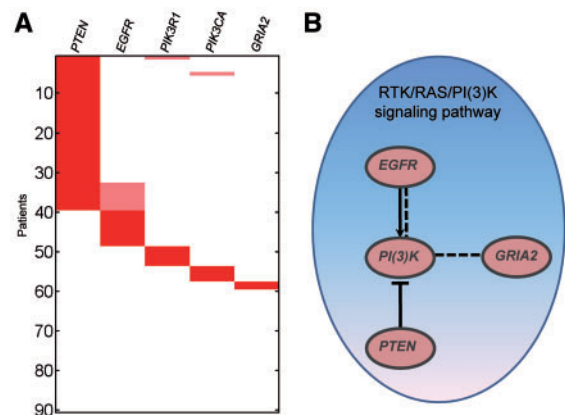 A
PTEN
EGFR
PIK3R1
PIK3CA
GRIA2
Patients
10
20
30
40
50
60
70
80
90
B
RTK/RAS/PI(3)K
signaling pathway
EGFR
PI(3)K
GRIA2
PTEN